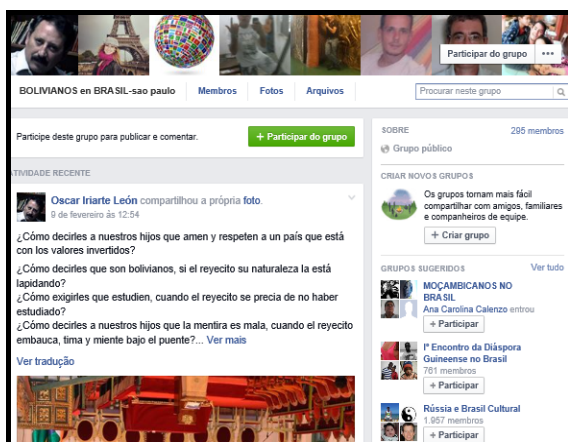 Participar do grupo
BOLIVIANOS en BRASIL-sao paulo
Membros
Fotos
Arquivos
Procurar neste grupo
Participe deste grupo para publicar e comentar.
+ Participar do grupo
ATIVIDADE RECENTE
Oscar Iriarte León compartilhou a própria foto.
9 de fevereiro às 12:54
¿Cómo decirles a nuestros hijos que amen y respeten a un país que está
con los valores invertidos?
¿Cómo decirles que son bolivianos, si el reyecito su naturaleza la está
lapidando?
¿Cómo exigirles que estudien, cuando el reyecito se precia de no haber
estudiado?
¿Cómo decirles a nuestros hijos que la mentira es mala, cuando el reyecito
embauca, tima y miente bajo el puente?... Ver mais
Ver tradução
SOBRE
295 membros
Grupo público
CRIAR NOVOS GRUPOS
Os grupos tornam mais fácil
compartilhar com amigos, familiares
e companheiros de equipe.
+ Criar grupo
GRUPOS SUGERIDOS
Ver tudo
MOÇAMBICANOS NO
BRASIL
Ana Carolina Calenzo entrou
+ Participar
Iº Encontro da Diáspora
Guineense no Brasil
761 membros
+ Participar
Rússia e Brasil Cultural
1.957 membros
+ Participar